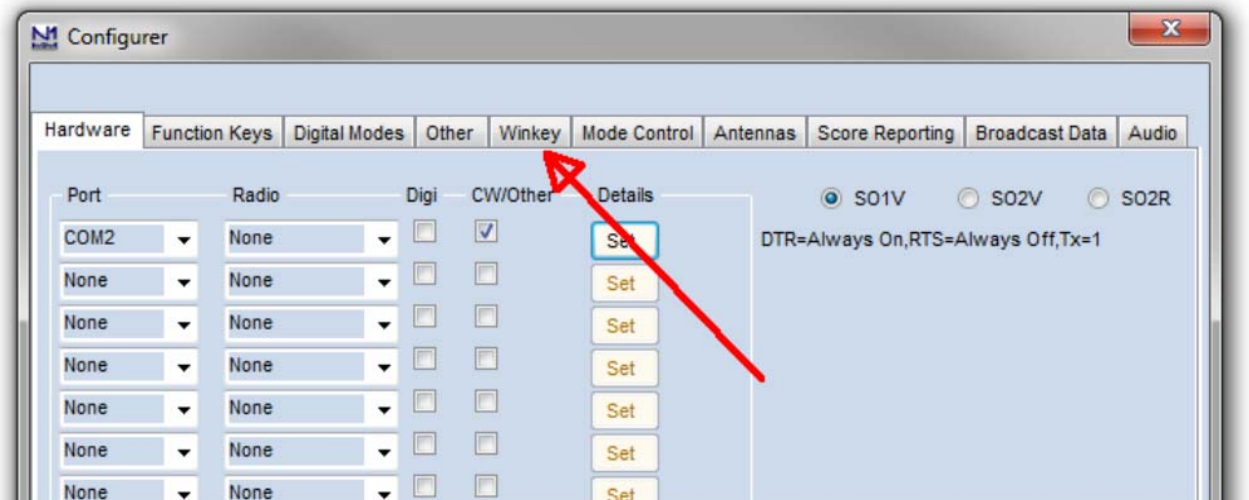 N1 Configurer
Hardware Function Keys Digital Modes Other Winkey Mode Control Antennas Score Reporting Broadcast Data Audio
Port Radio Digi CW/Other Details SO1V SO2V SO2R
COM2 None Set DTR=Always On,RTS=Always Off,Tx=1
None None Set
None None Set
None None Set
None None Set
None None Set
None None Set